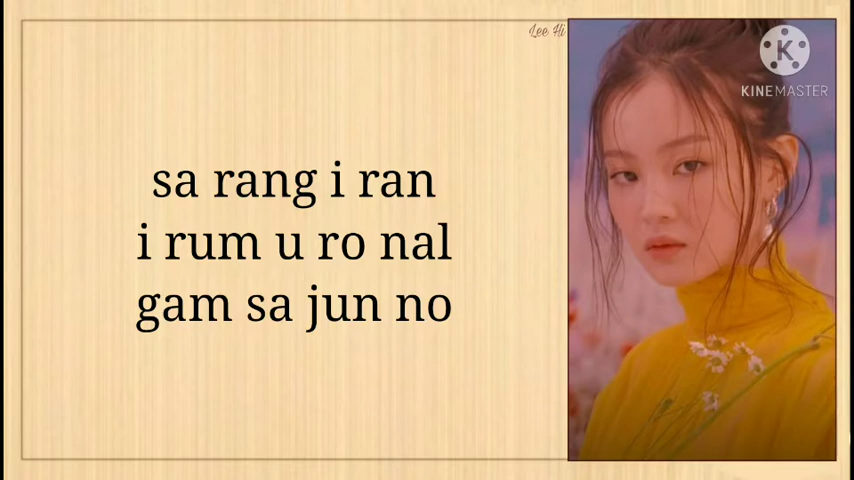 Lee Hi
K
KINEMASTER
sa rang i ran
i rum u ro nal
gam sa jun no